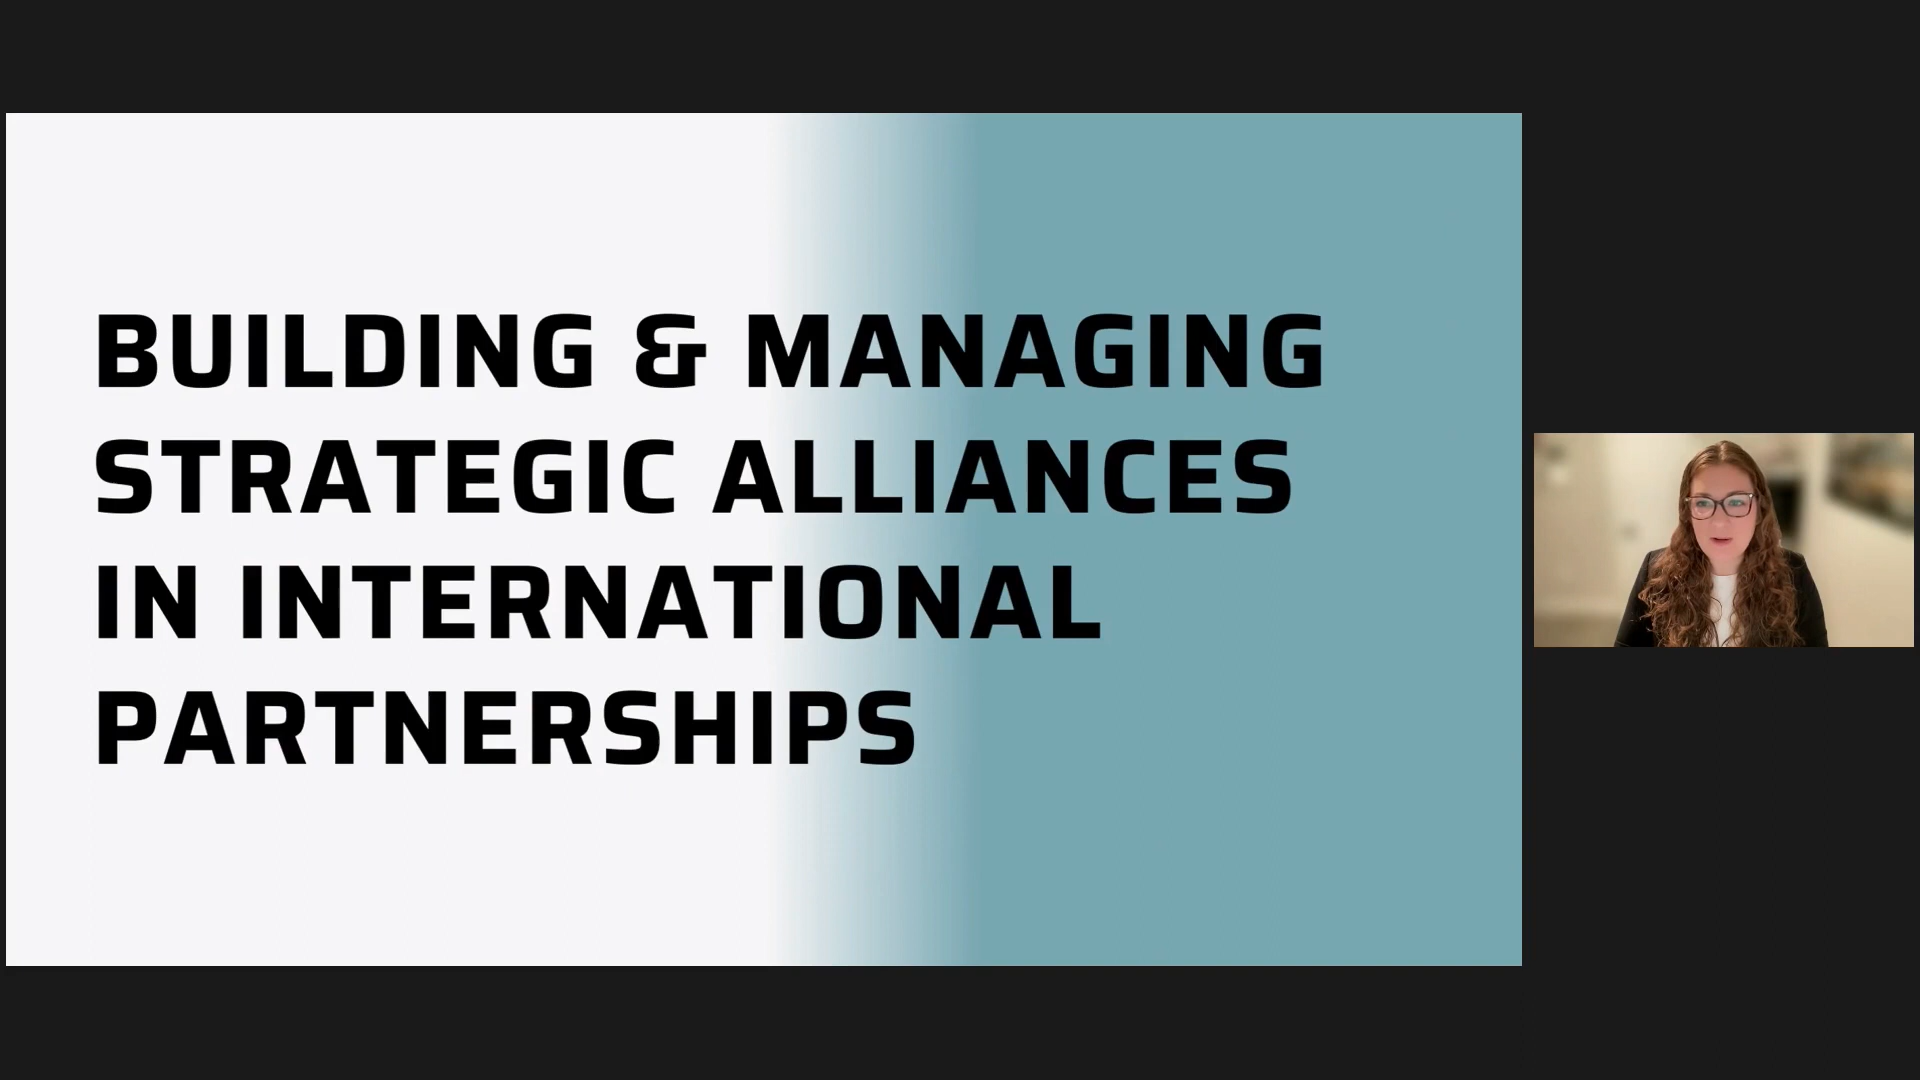 BUILDING & MANAGING
STRATEGIC ALLIANCES
IN INTERNATIONAL
PARTNERSHIPS